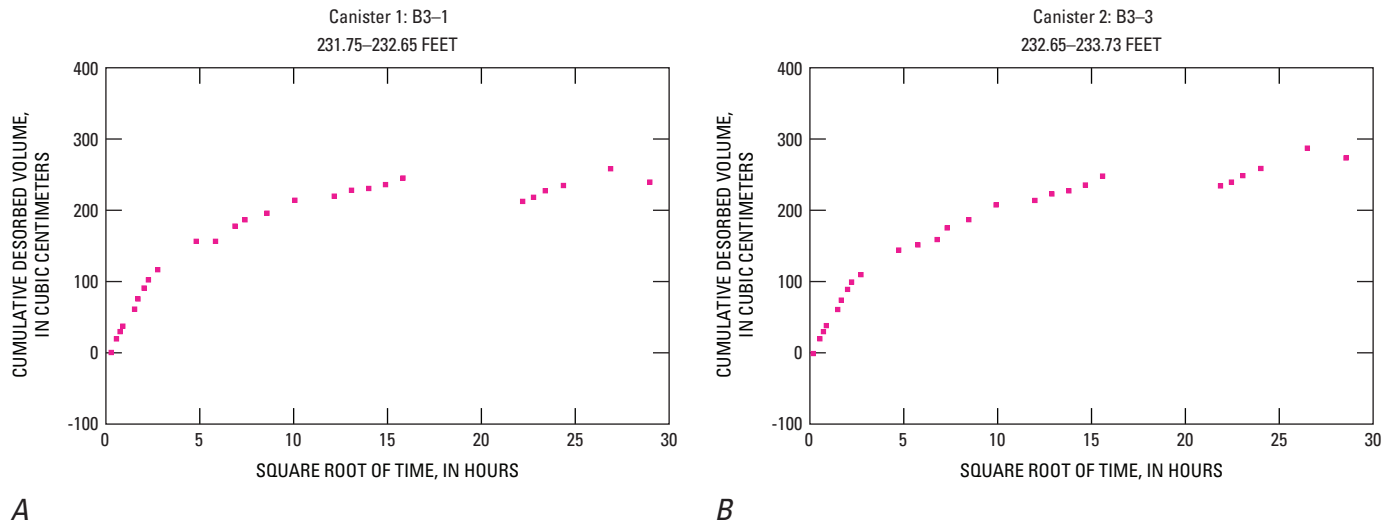 Canister 1: B3–1
231.75–232.65 FEET
CUMULATIVE DESORBED VOLUME,
IN CUBIC CENTIMETERS
400
300
200
100
0
-100
0 5 10 15 20 25 30
SQUARE ROOT OF TIME, IN HOURS
A
Canister 2: B3–3
232.65–233.73 FEET
CUMULATIVE DESORBED VOLUME,
IN CUBIC CENTIMETERS
400
300
200
100
0
-100
0 5 10 15 20 25 30
SQUARE ROOT OF TIME, IN HOURS
B